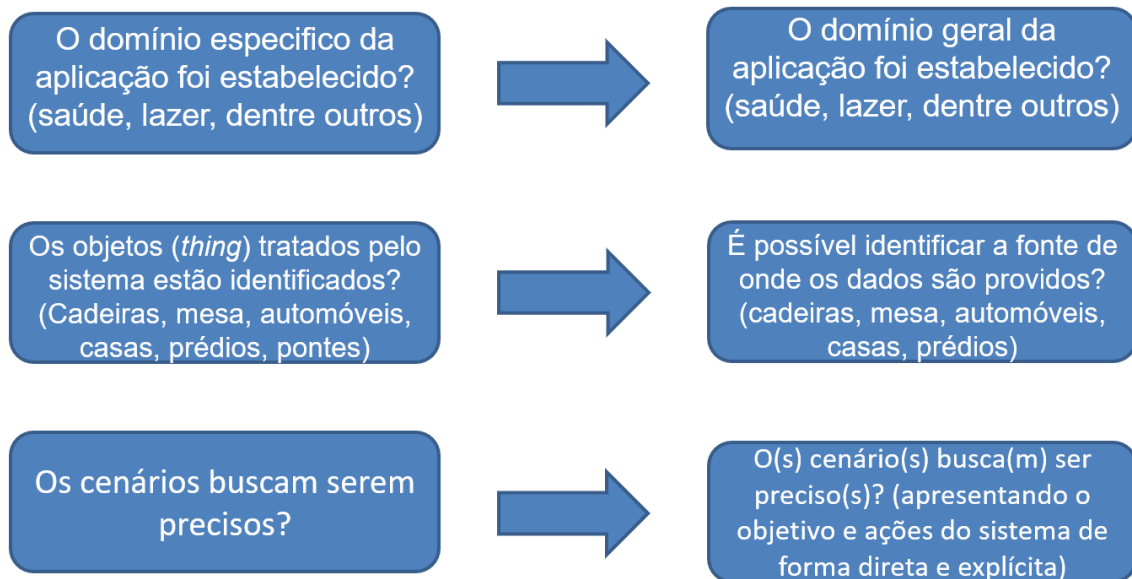 O domínio especifico da
aplicação foi estabelecido?
(saúde, lazer, dentre outros)
O domínio geral da
aplicação foi estabelecido?
(saúde, lazer, dentre outros)
Os objetos (thing) tratados pelo
sistema estão identificados?
(Cadeiras, mesa, automóveis,
casas, prédios, pontes)
É possível identificar a fonte de
onde os dados são providos?
(cadeiras, mesa, automóveis,
casas, prédios)
Os cenários buscam serem
precisos?
O(s) cenário(s) busca(m) ser
preciso(s)? (apresentando o
objetivo e ações do sistema de
forma direta e explícita)